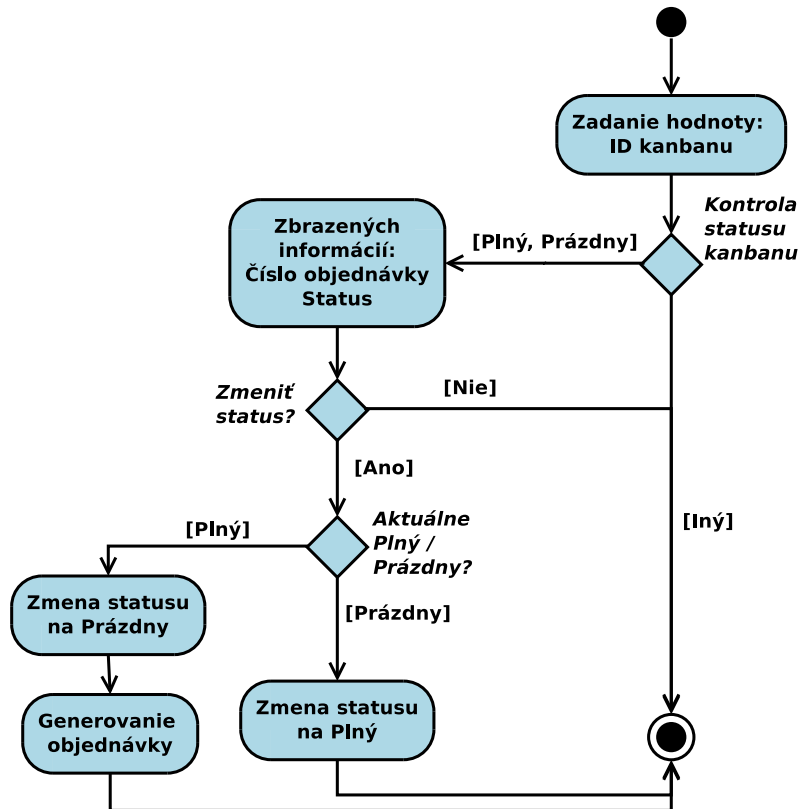 Zadanie hodnoty:
ID kanbanu
Kontrola
statusu
kanbanu
[Plný, Prázdny]
Zbrazených
informácií:
Číslo objednávky
Status
Zmeniť
status?
[Nie]
[Ano]
[Iný]
Aktuálne
Plný /
Prázdny?
[Plný]
[Prázdny]
Zmena statusu
na Prázdny
Generovanie
objednávky
Zmena statusu
na Plný